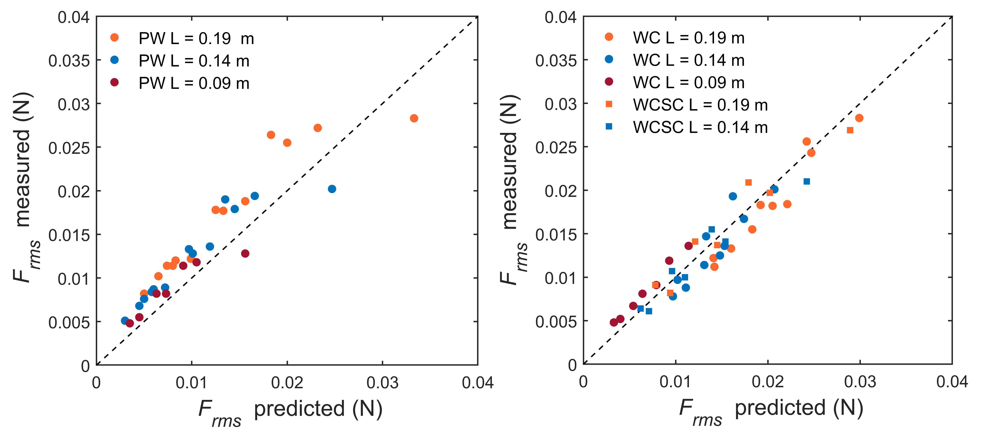 0.04
0.035
0.03
0.025
0.02
0.015
0.01
0.005
0
PW L = 0.19  m
PW L = 0.14 m
PW L = 0.09 m
0 0.01 0.02 0.03 0.04
F rms measured (N)
F rms predicted (N)
0.04
0.035
0.03
0.025
0.02
0.015
0.01
0.005
0
WC L = 0.19 m
WC L = 0.14 m
WC L = 0.09 m
WCSC L = 0.19 m
WCSC L = 0.14 m
0 0.01 0.02 0.03 0.04
F rms measured (N)
F rms predicted (N)